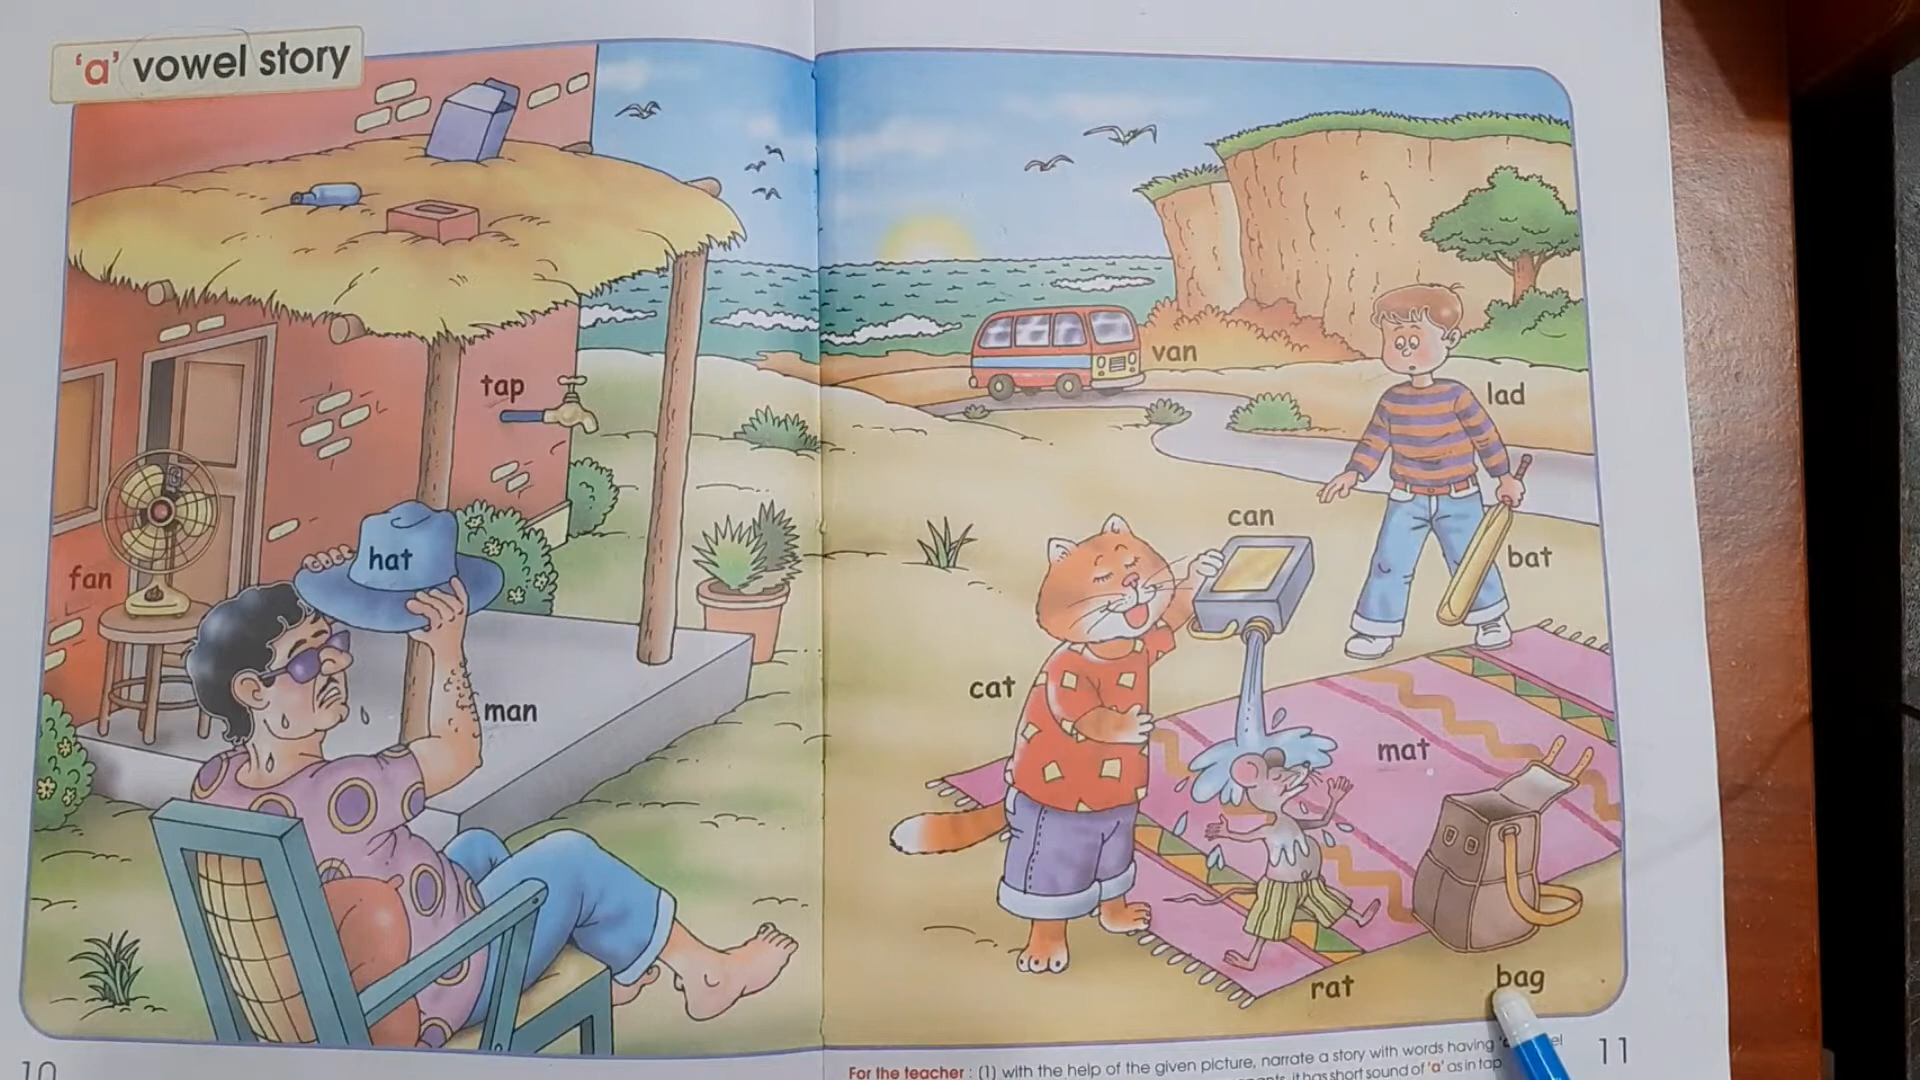 'a' vowel story
tap
fan
hat
man
van
lad
can
bat
cat
mat
rat
bag
10
For the teacher : (1) with the help of the given picture, narrate a story with words having
it has short sound of 'a' as in tap
11